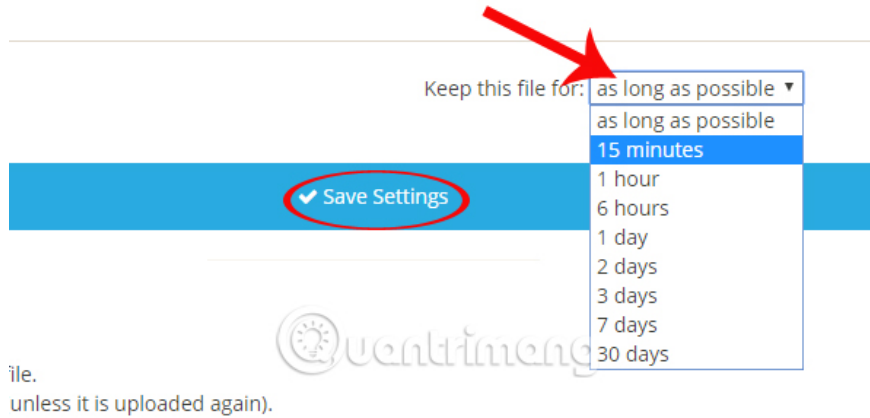 Keep this file for: as long as possible
as long as possible
15 minutes
1 hour
6 hours
1 day
2 days
3 days
7 days
30 days
Save Settings
Quantrimang
file.
unless it is uploaded again).